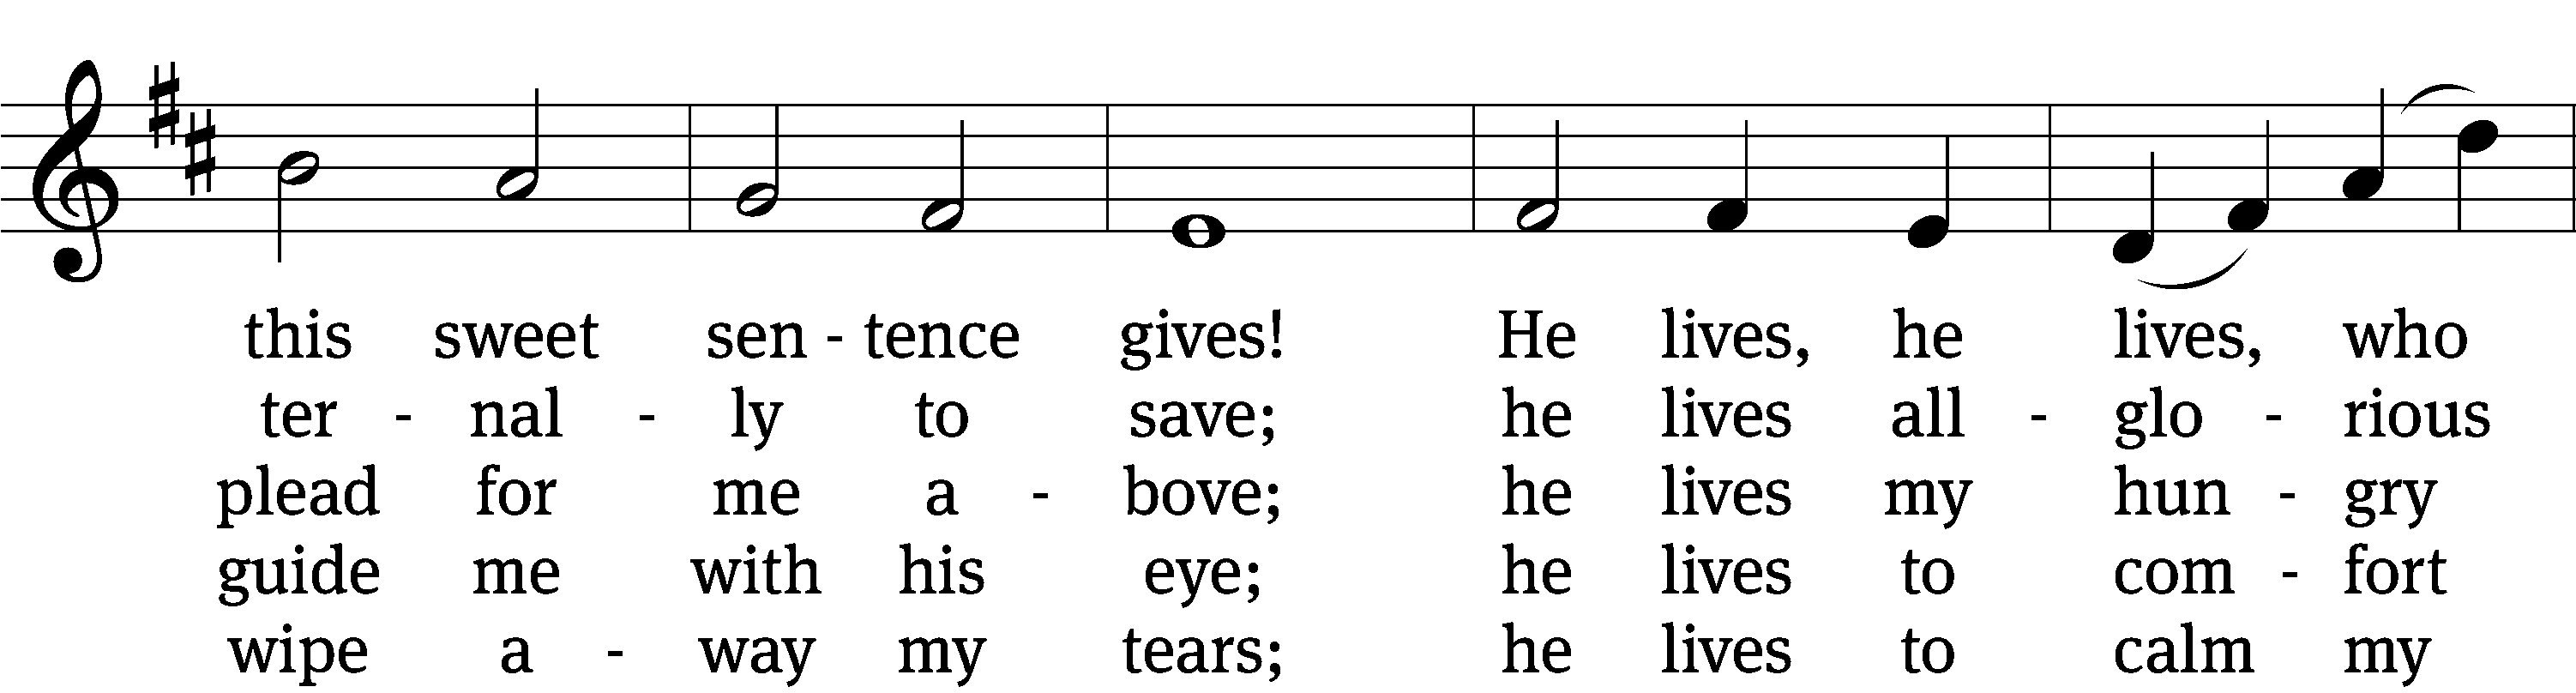 this sweet sen - tence gives! He lives, he lives, who
ter - nal - ly to save; he lives all - glo - rious
plead for me a - bove; he lives my hun - gry
guide me with his eye; he lives to com - fort
wipe a - way my tears; he lives to calm my